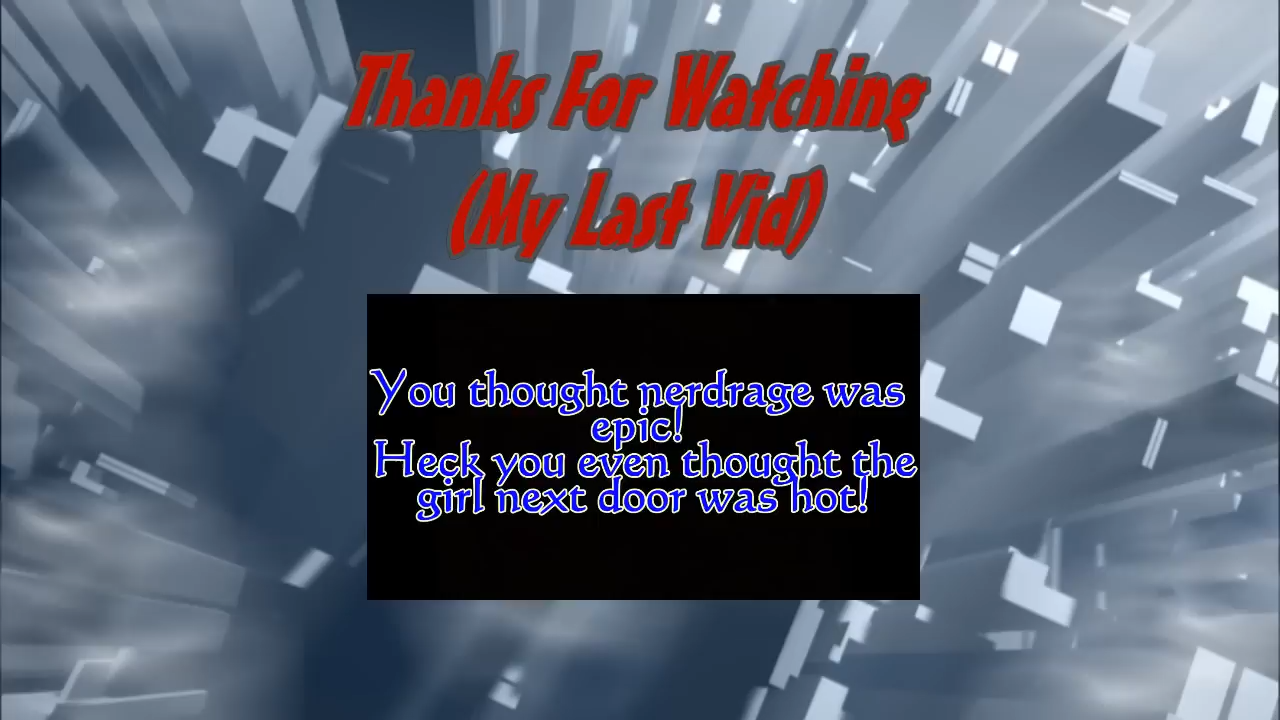 Thanks For Watching
(My Last Vid)
You thought nerdrage was
epic!
Heck you even thought the
girl next door was hot!